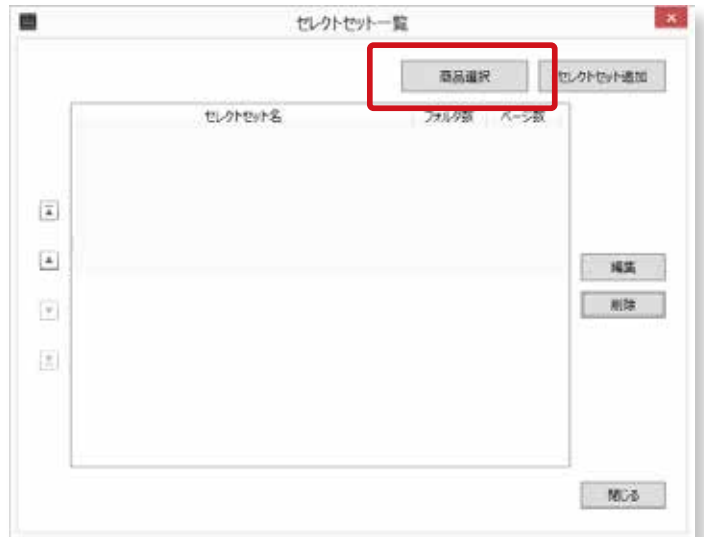 セレクトセット一覧
商品選択
セレクトセット追加
セレクトセット名 フォルダ数 ページ数
編集
削除
閉じる